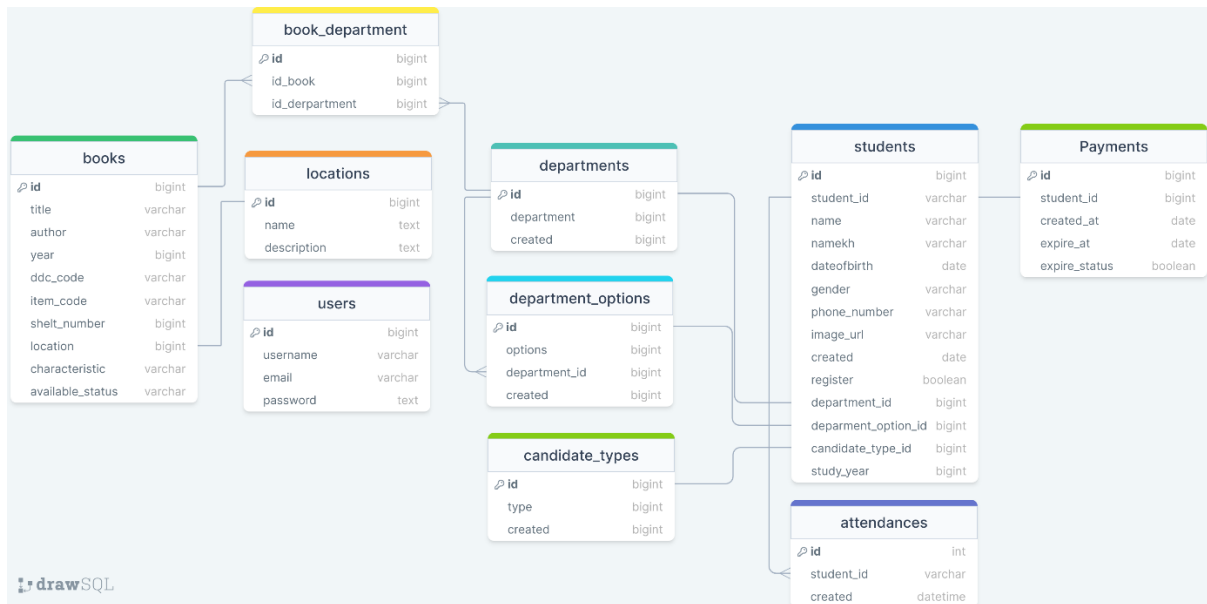 book_department
id bigint
id_book bigint
id_derpartment bigint
books
id bigint
title varchar
author varchar
year bigint
ddc_code varchar
item_code varchar
shelt_number bigint
location bigint
characteristic varchar
available_status varchar
locations
id bigint
name text
description text
users
id bigint
username varchar
email varchar
password text
departments
id bigint
department bigint
created bigint
department_options
id bigint
options bigint
department_id bigint
created bigint
candidate_types
id bigint
type bigint
created bigint
students
id bigint
student_id varchar
name varchar
namekh varchar
dateofbirth date
gender varchar
phone_number varchar
image_url varchar
created date
register boolean
department_id bigint
deparment_option_id bigint
candidate_type_id bigint
study_year bigint
Payments
id bigint
student_id bigint
created_at date
expire_at date
expire_status boolean
attendances
id int
student_id varchar
created datetime
drawSQL